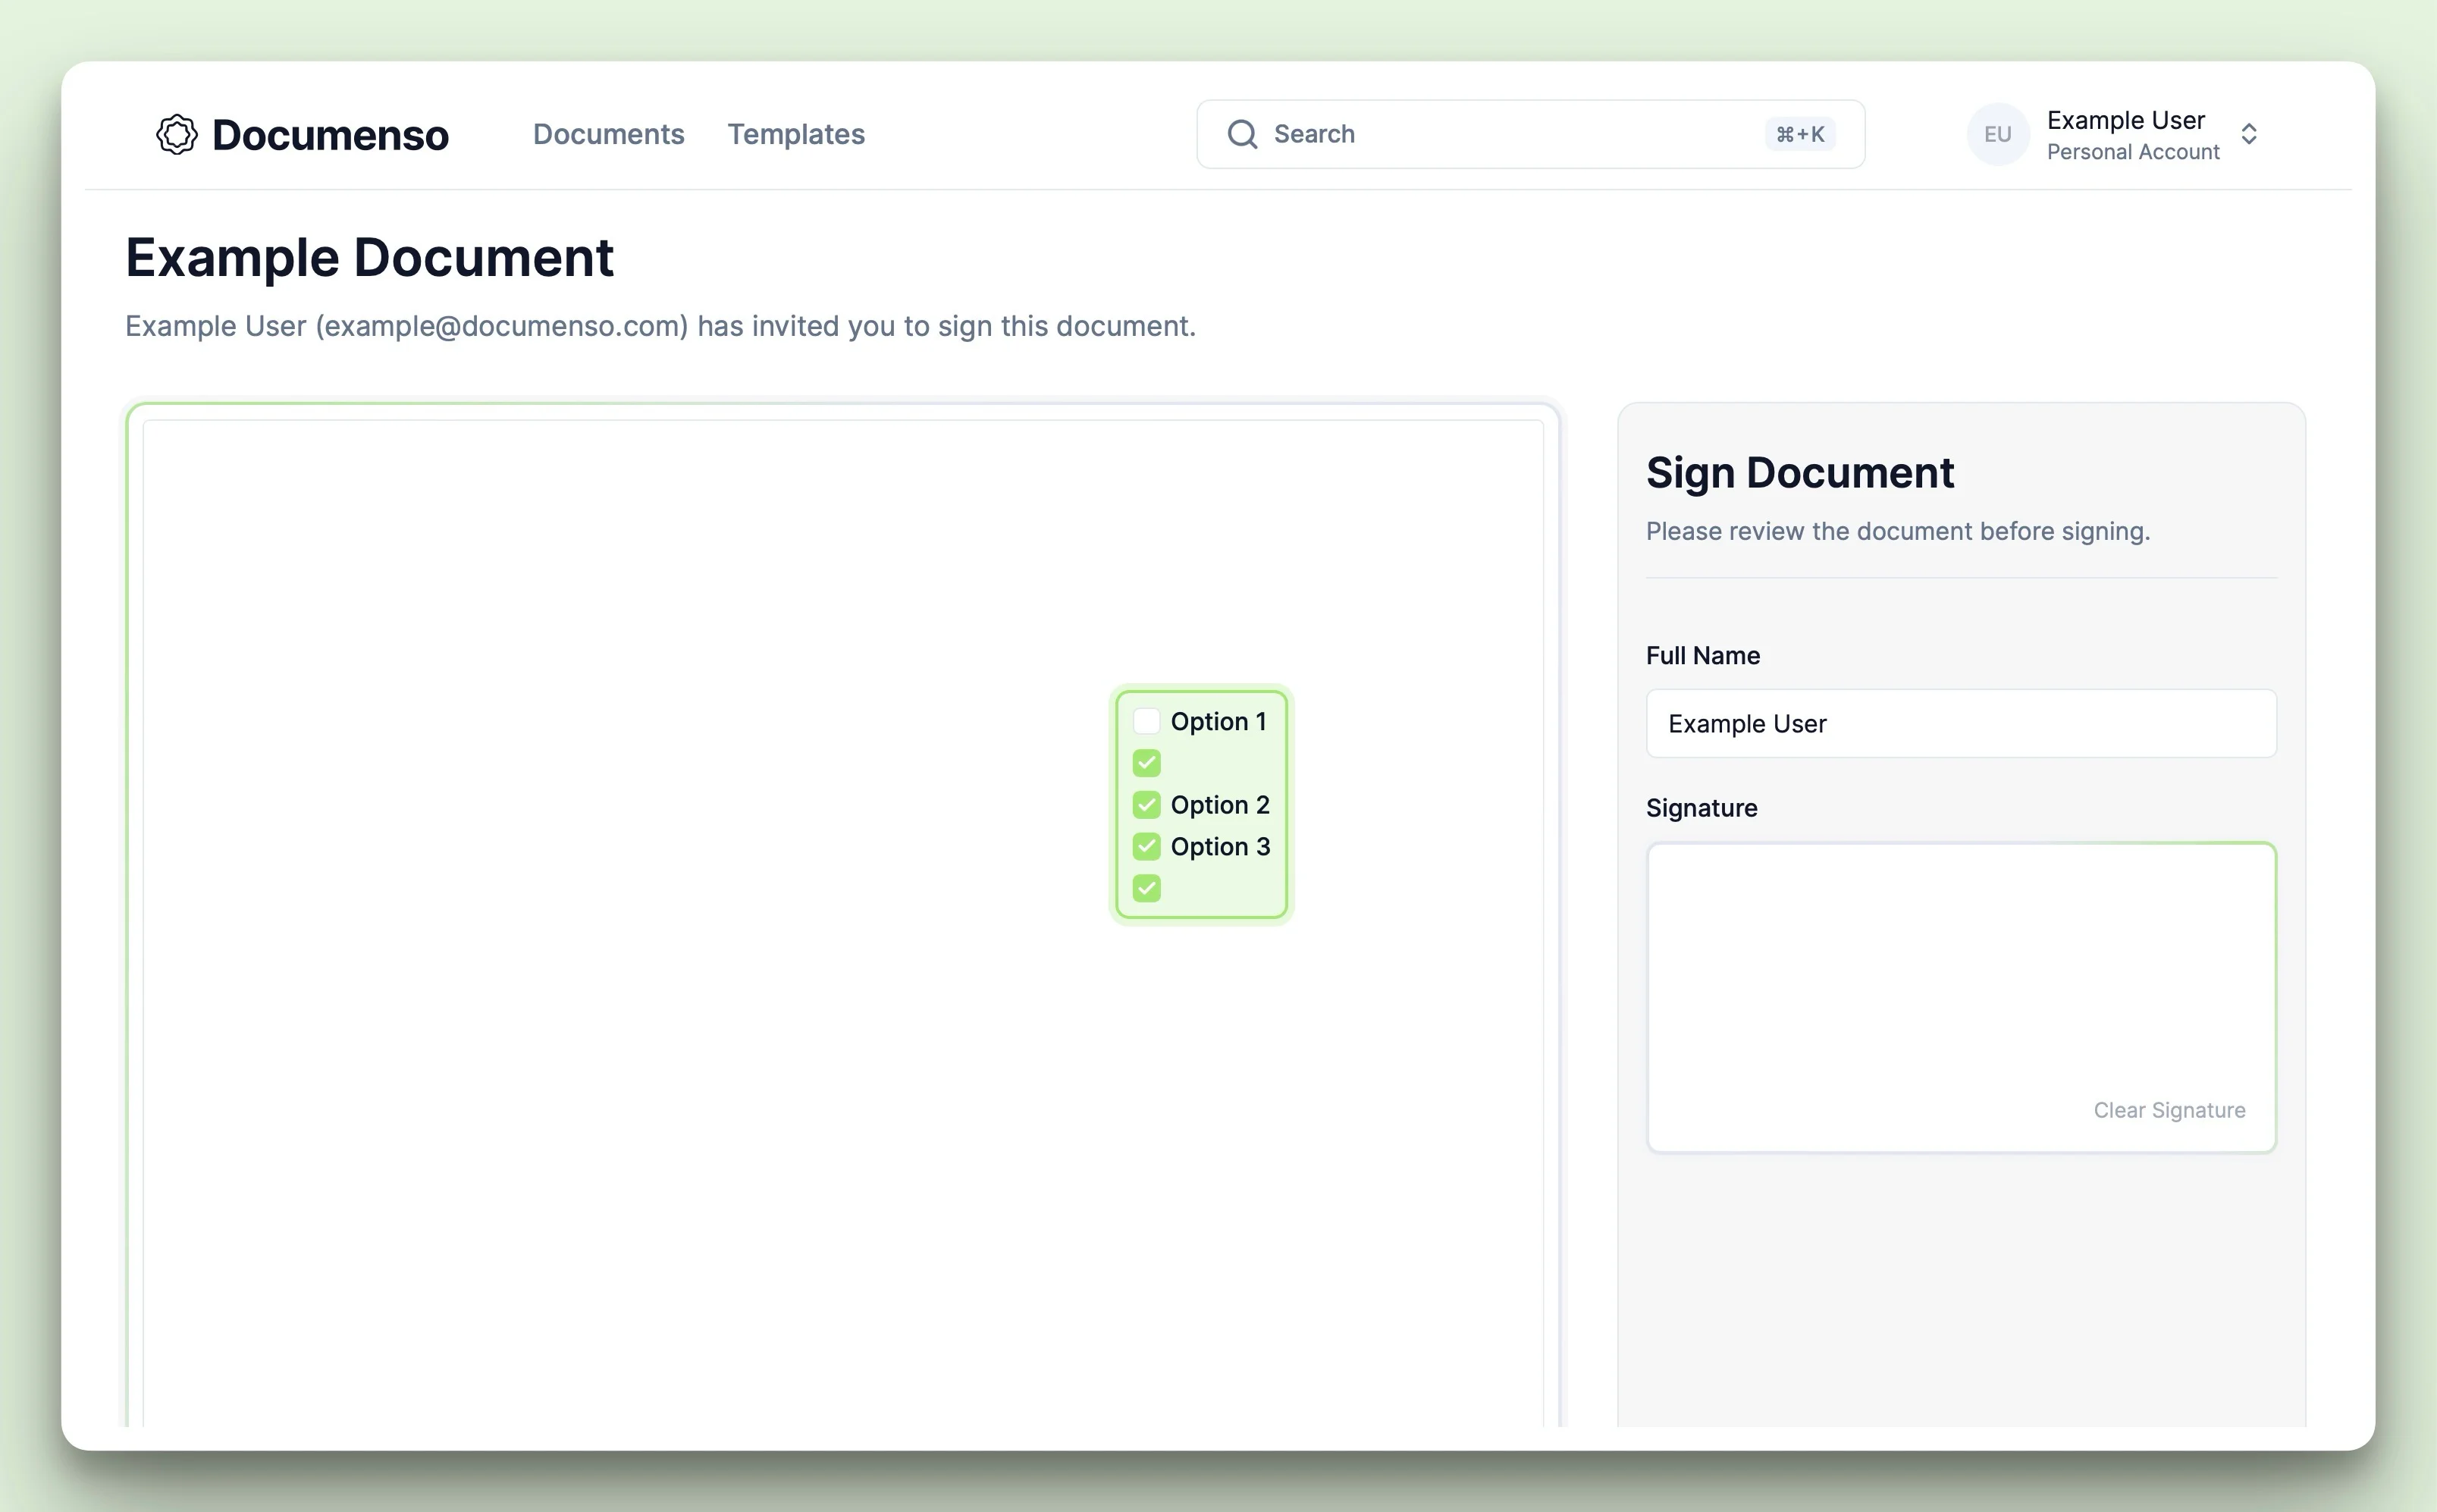 Documenso
Documents
Templates
Search
⌘+K
EU
Example User
Personal Account
Example Document
Example User (example@documenso.com) has invited you to sign this document.
Option 1
Option 2
Option 3
Sign Document
Please review the document before signing.
Full Name
Example User
Signature
Clear Signature